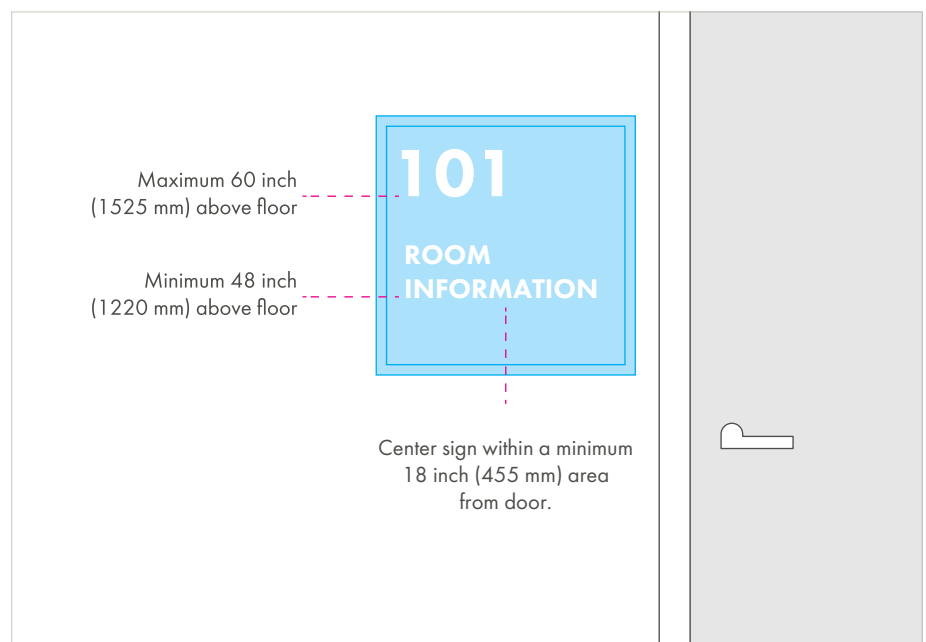 101
Maximum 60 inch
(1525 mm) above floor
ROOM
INFORMATION
Minimum 48 inch
(1220 mm) above floor
Center sign within a minimum
18 inch (455 mm) area
from door.